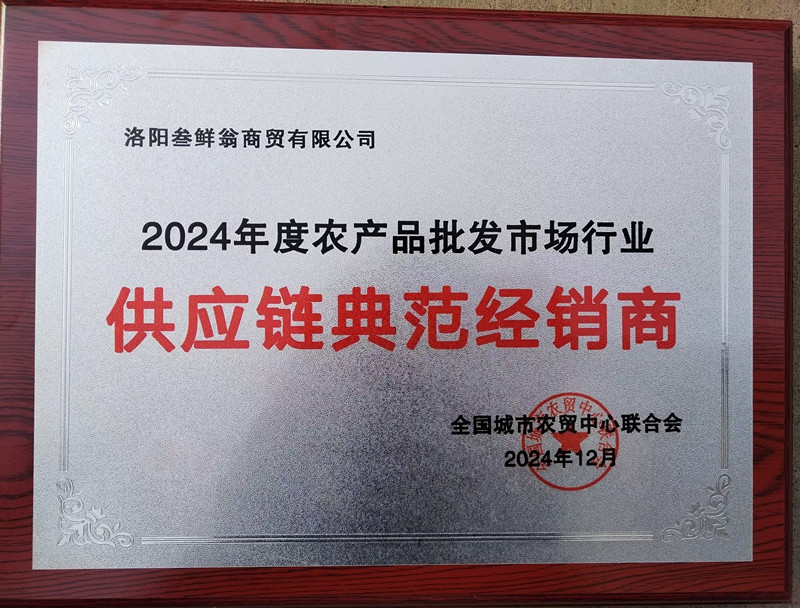 洛阳叁鲜翁商贸有限公司
2024年度农产品批发市场行业
供应链典范经销商
全国城市农贸中心联合会
2024年12月